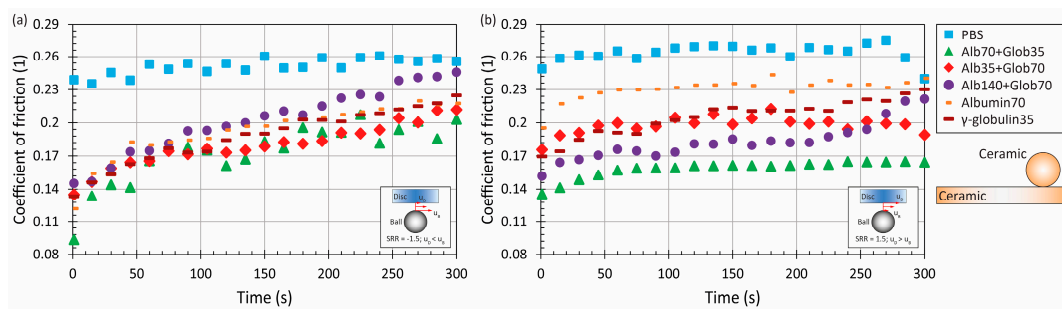 (a)
0.29
0.26
0.23
0.2
0.17
0.14
0.11
0.08
Coefficient of friction (1)
0 50 100 150 200 250 300
Time (s)
Disc
Ball
SRR = -1.5; u_D < u_B
(b)
0.29
0.26
0.23
0.2
0.17
0.14
0.11
0.08
Coefficient of friction (1)
0 50 100 150 200 250 300
Time (s)
Disc
Ball
SRR = 1.5; u_D > u_B
PBS
Alb70+Glob35
Alb35+Glob70
Alb140+Glob70
Albumin70
γ-globulin35
Ceramic
Ceramic